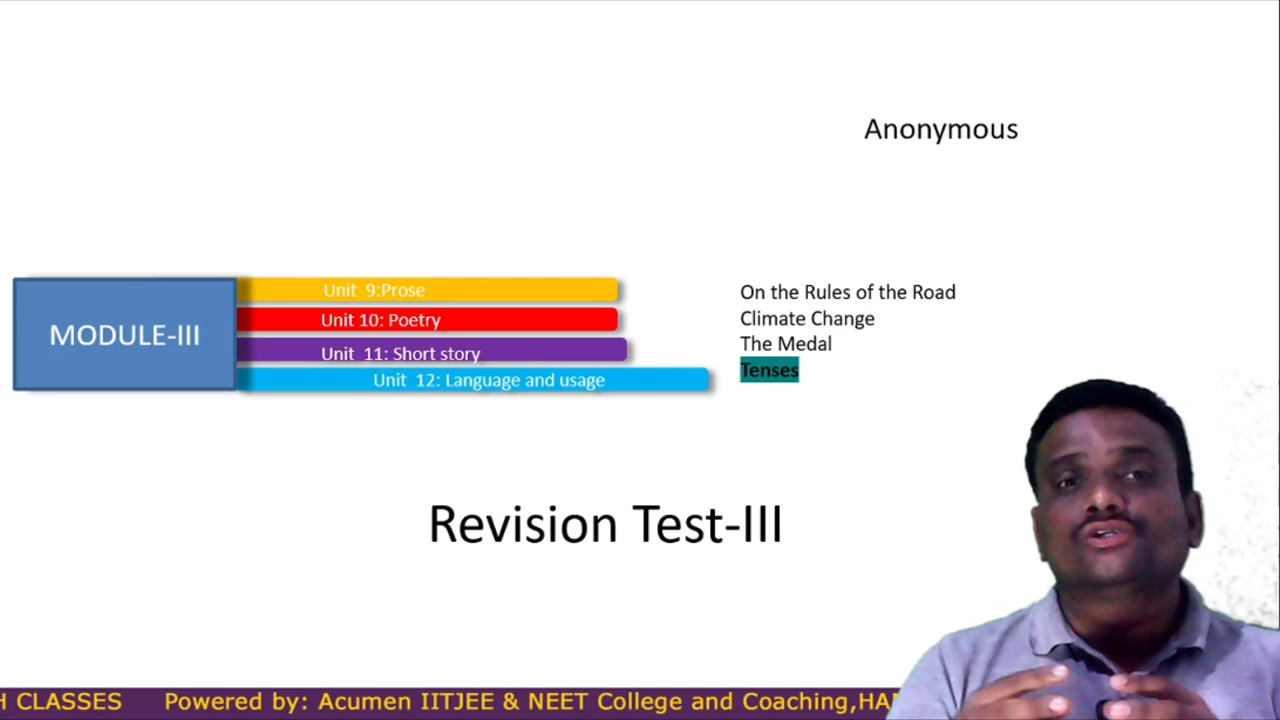 Anonymous
MODULE-III
Unit 9:Prose
Unit 10: Poetry
Unit 11: Short story
Unit 12: Language and usage
On the Rules of the Road
Climate Change
The Medal
Tenses
Revision Test-III
CLASSES Powered by: Acumen IITJEE & NEET College and Coaching,